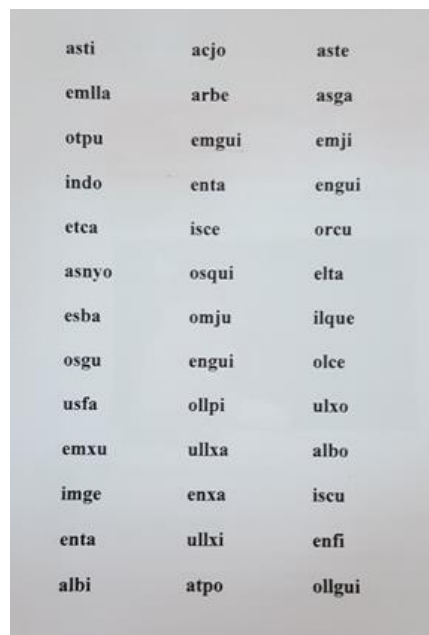 asti acjo aste
emlla arbe asga
otpu emgui emji
indo enta engui
etca isce orcu
asnyo osqui elta
esba omju ilque
osgu engui olce
usfa ollpi ulxo
emxu ullxa albo
imge enxa iscu
enta ullxi enfi
albi atpo ollgui